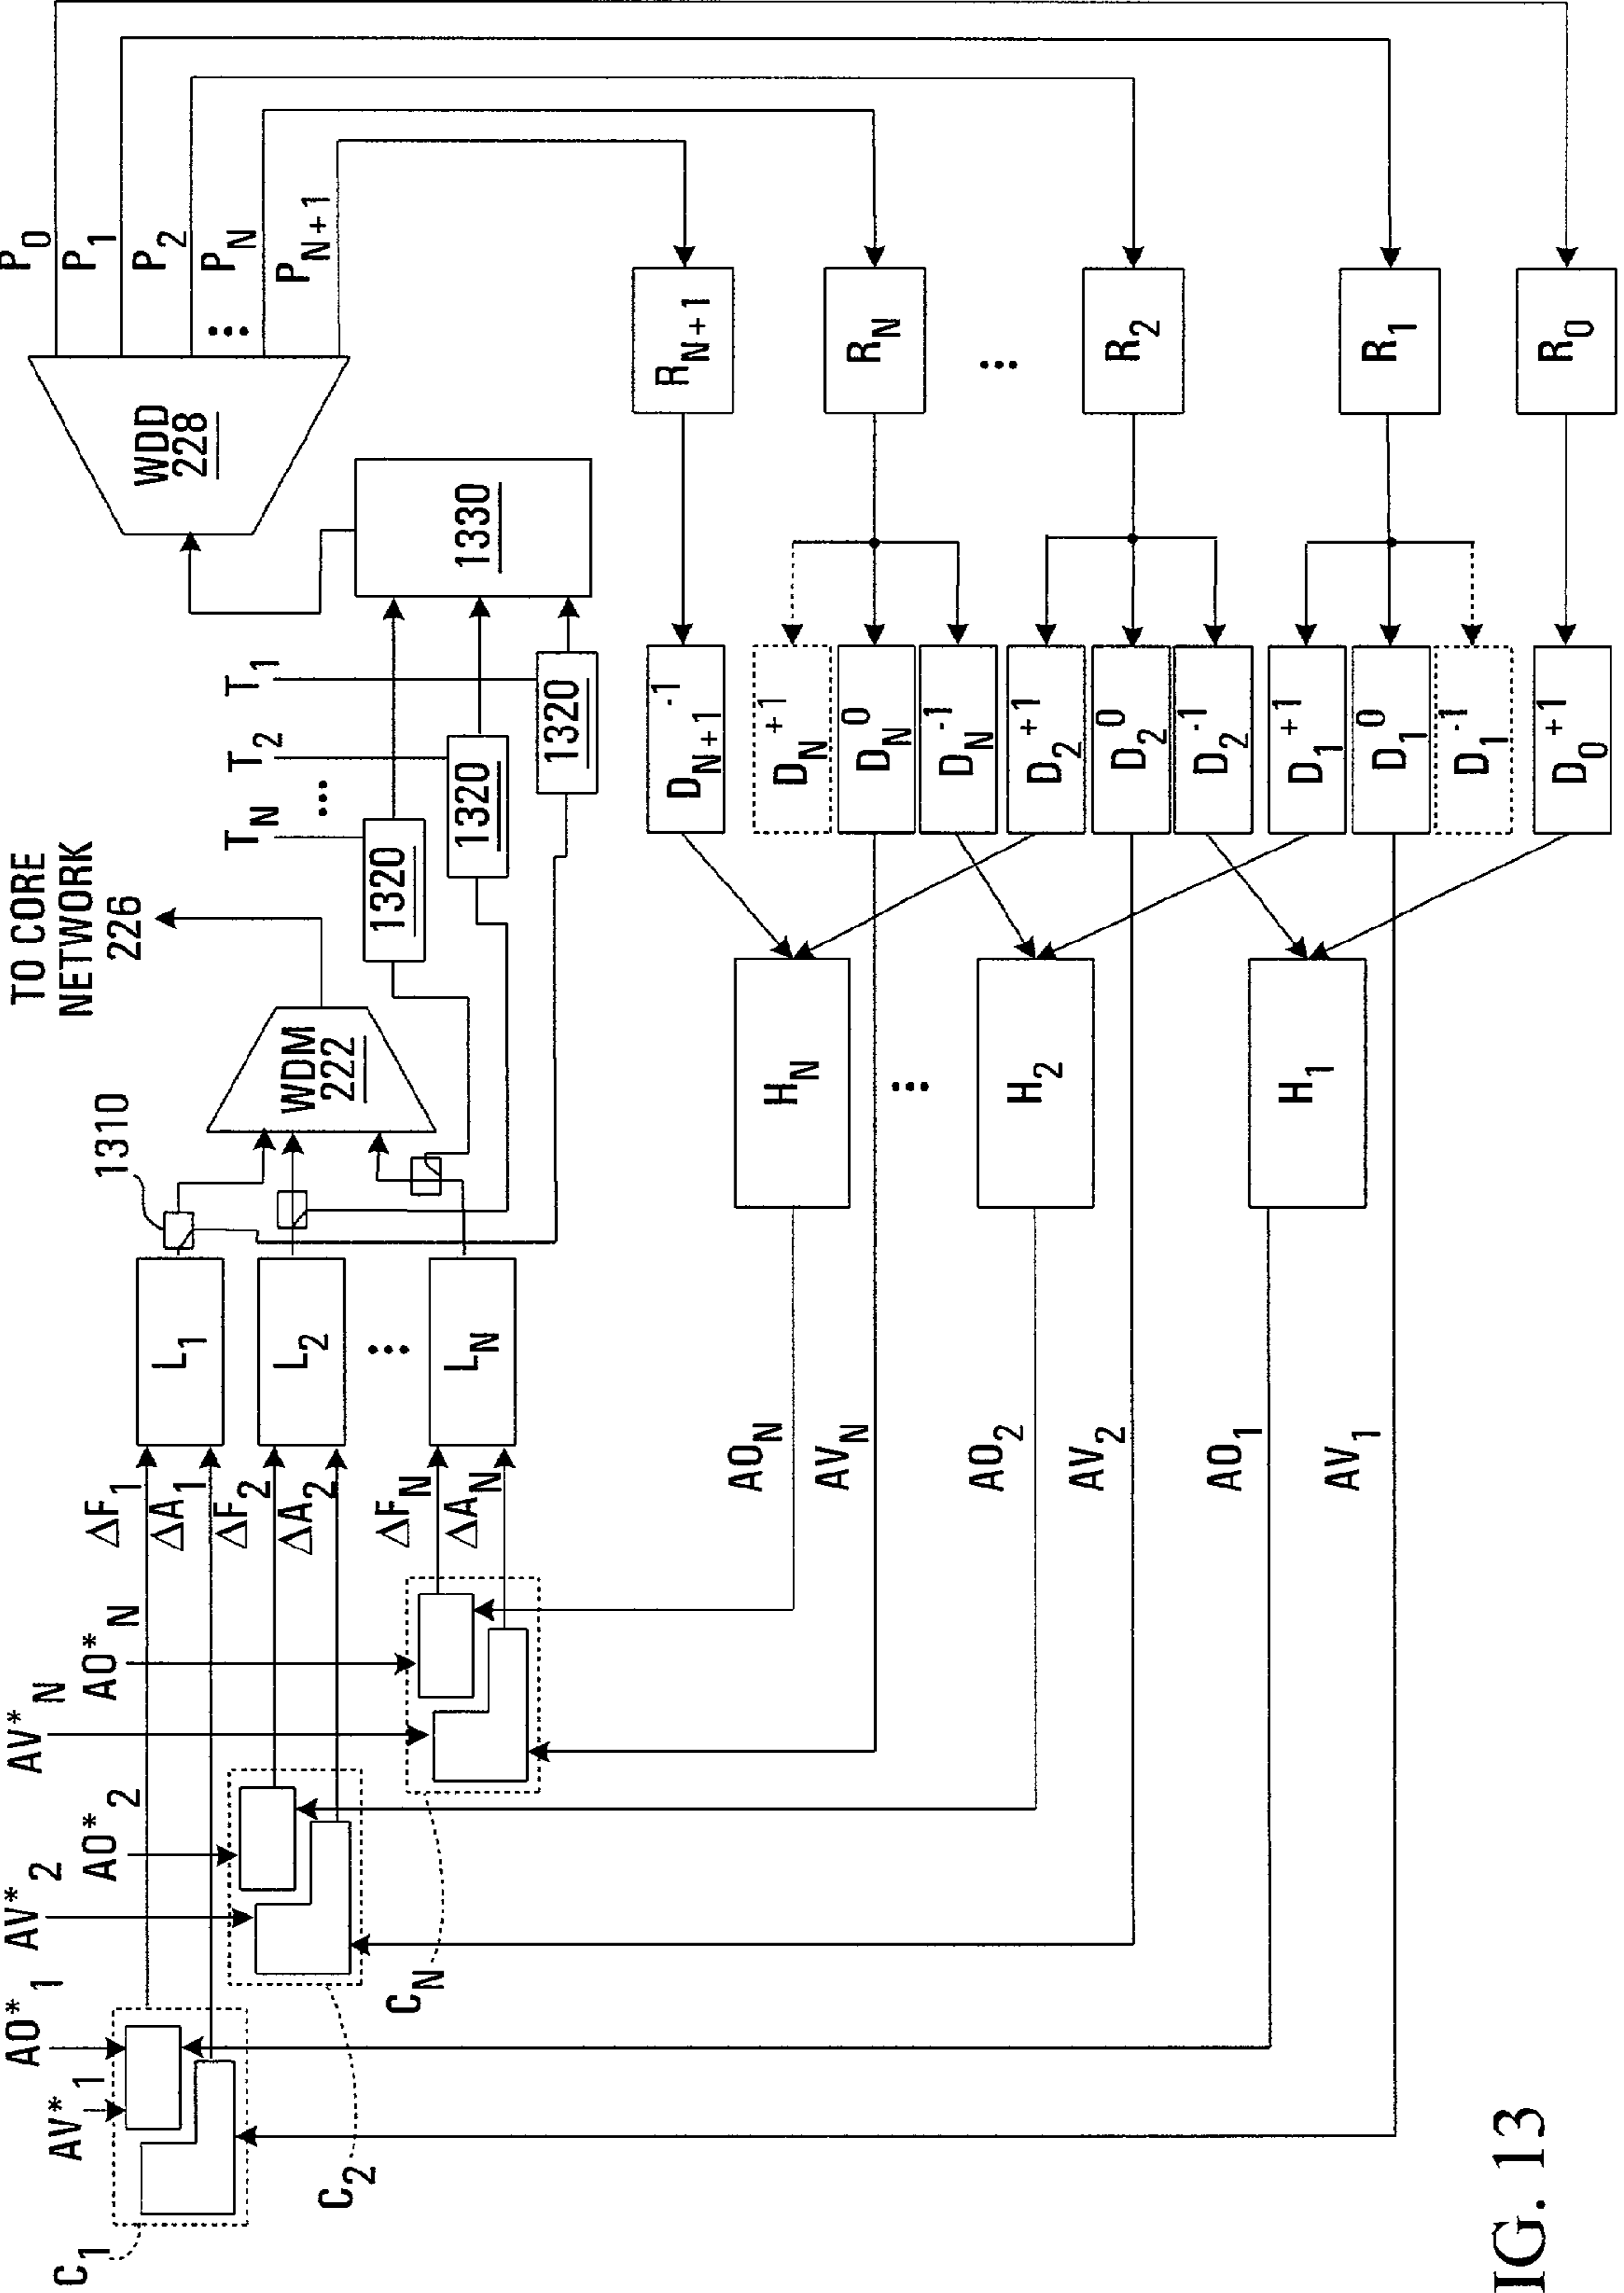 TO CORE
NETWORK
226
P0
P1
P2
PN
PN+1
WDD
228
1310
WDM
222
TN
T2
T1
1320
1320
1320
1330
L1
L2
LN
ΔF1
ΔA1
ΔF2
ΔA2
ΔFN
ΔAN
AV*1
AO*1
AV*2
AO*2
AV*N
AO*N
C1
C2
CN
RN+1
RN
R2
R1
R0
DN+1-1
DN+1
DN0
DN-1
D2+1
D20
D2-1
D1+1
D10
D1-1
D0+1
HN
H2
H1
AON
AVN
AO2
AV2
AO1
AV1
IG. 13